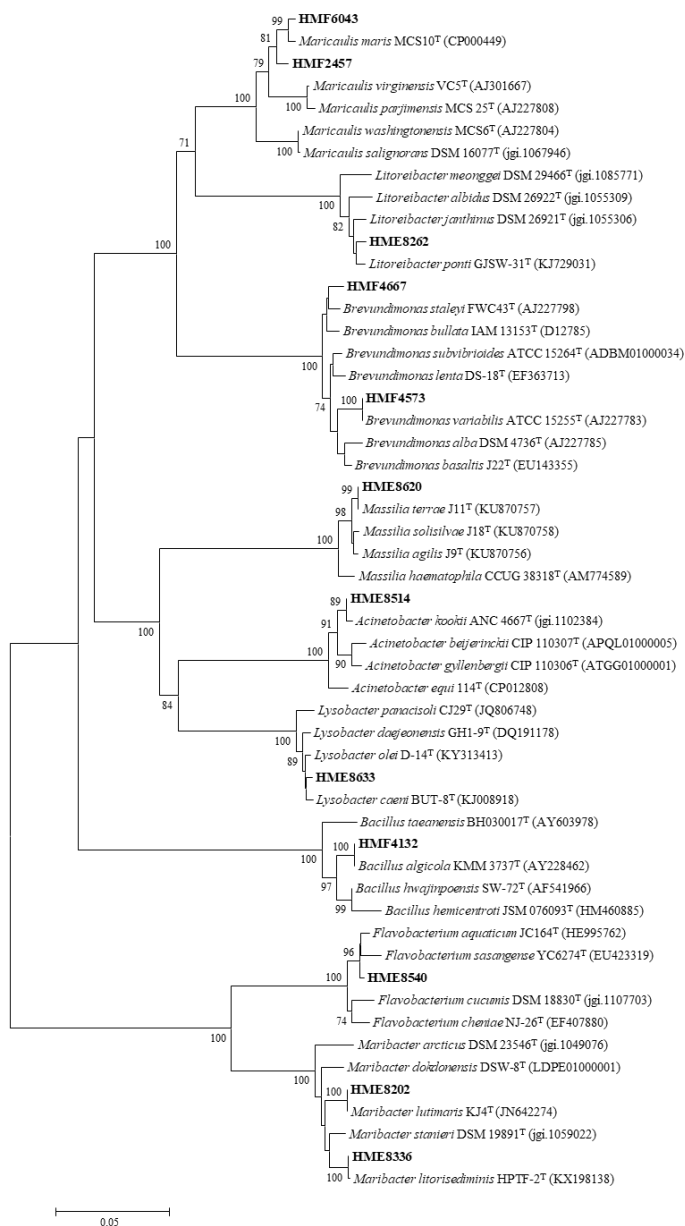 99
HMF6043
81
Maricaulis maris MCS10ᵀ (CP000449)
HMF2457
79
Maricaulis virginensis VC5ᵀ (AJ301667)
100
100
Maricaulis parjimensis MCS 25ᵀ (AJ227808)
Maricaulis washingtonensis MCS6ᵀ (AJ227804)
71
100
Maricaulis salignorans DSM 16077ᵀ (jgi.1067946)
Litoreibacter meonggei DSM 29466ᵀ (jgi.1085771)
Litoreibacter albidus DSM 26922ᵀ (jgi.1055309)
100
Litoreibacter janthinus DSM 26921ᵀ (jgi.1055306)
82
HME8262
100
Litoreibacter ponti GJSW-31ᵀ (KJ729031)
HMF4667
Brevundimonas staleyi FWC43ᵀ (AJ227798)
Brevundimonas bullata IAM 13153ᵀ (D12785)
100
Brevundimonas subvibrioides ATCC 15264ᵀ (ADBM01000034)
Brevundimonas lenta DS-18ᵀ (EF363713)
100
HMF4573
74
Brevundimonas variabilis ATCC 15255ᵀ (AJ227783)
Brevundimonas alba DSM 4736ᵀ (AJ227785)
Brevundimonas basaltis J22ᵀ (EU143355)
99
HME8620
98
Massilia terrae J11ᵀ (KU870757)
Massilia solisilvae J18ᵀ (KU870758)
100
Massilia agilis J9ᵀ (KU870756)
Massilia haematophila CCUG 38318ᵀ (AM774589)
89
HME8514
100
91
Acinetobacter kookii ANC 4667ᵀ (jgi.1102384)
Acinetobacter beijerinckii CIP 110307ᵀ (APQL01000005)
100
90
Acinetobacter gyllenbergii CIP 110306ᵀ (ATGG01000001)
Acinetobacter equi 114ᵀ (CP012808)
84
Lysobacter panacisoli CJ29ᵀ (JQ806748)
100
Lysobacter daejeonensis GH1-9ᵀ (DQ191178)
89
Lysobacter olei D-14ᵀ (KY313413)
HME8633
Lysobacter caeni BUT-8ᵀ (KJ008918)
Bacillus taeanensis BH030017ᵀ (AY603978)
100
HMF4132
100
Bacillus algicola KMM 3737ᵀ (AY228462)
97
Bacillus hwajinpoensis SW-72ᵀ (AF541966)
99
Bacillus hemicentroti JSM 076093ᵀ (HM460885)
Flavobacterium aquaticum JC164ᵀ (HE995762)
96
Flavobacterium sasangense YC6274ᵀ (EU423319)
100
HME8540
Flavobacterium cucumis DSM 18830ᵀ (jgi.1107703)
74
Flavobacterium cheniae NJ-26ᵀ (EF407880)
100
Maribacter arcticus DSM 23546ᵀ (jgi.1049076)
Maribacter dokdonensis DSW-8ᵀ (LDPE01000001)
100
100
HME8202
Maribacter lutimaris KJ4ᵀ (JN642274)
Maribacter stanieri DSM 19891ᵀ (jgi.1059022)
HME8336
100
Maribacter litorisediminis HPTF-2ᵀ (KX198138)
0.05